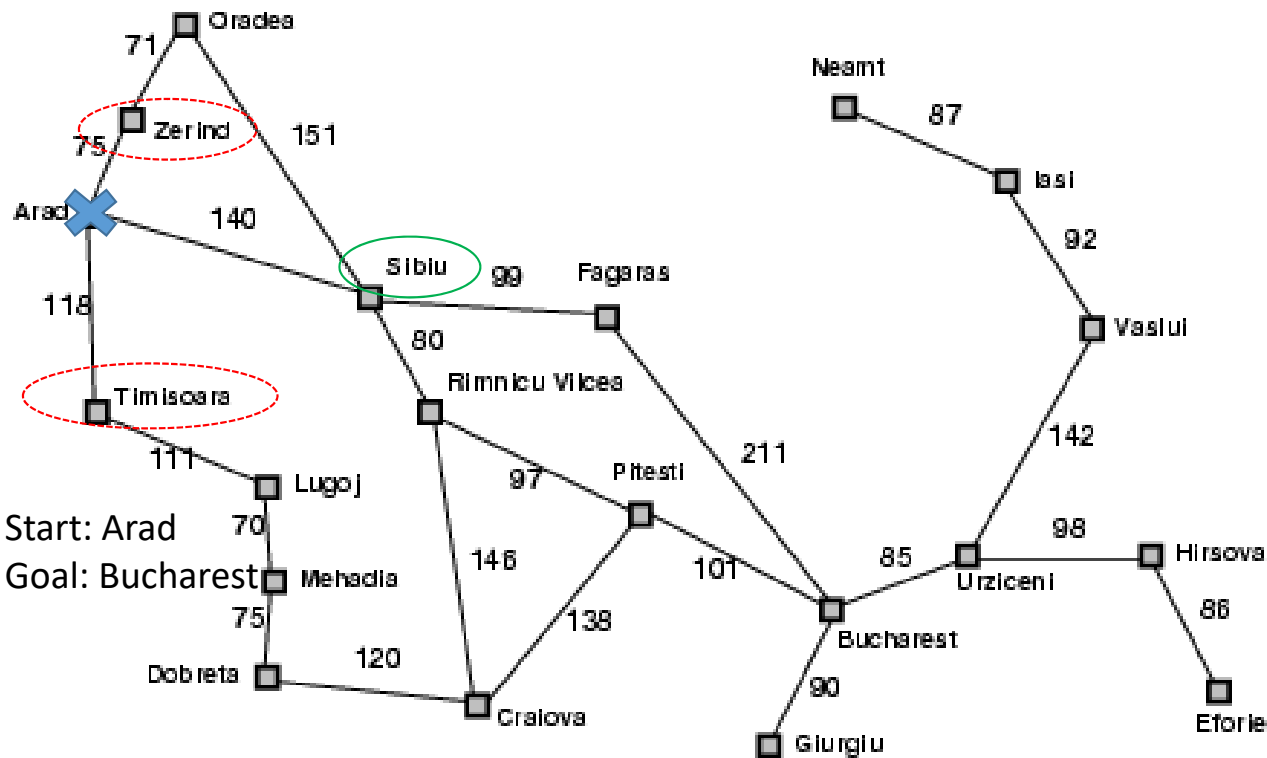 Oradea
71
Neamt
87
Zerind
151
75
Iasi
Arad
140
92
Sibiu
Fagaras
99
118
Vaslui
80
Timisoara
Rimnicu Vilcea
142
111
211
Lugoj
97
Pitesti
Start: Arad
70
98
Hirsova
146
101
85
Urziceni
Goal: Bucharest
Mehadia
86
75
138
Bucharest
Dobreta
120
90
Craiova
Eforie
Giurgiu